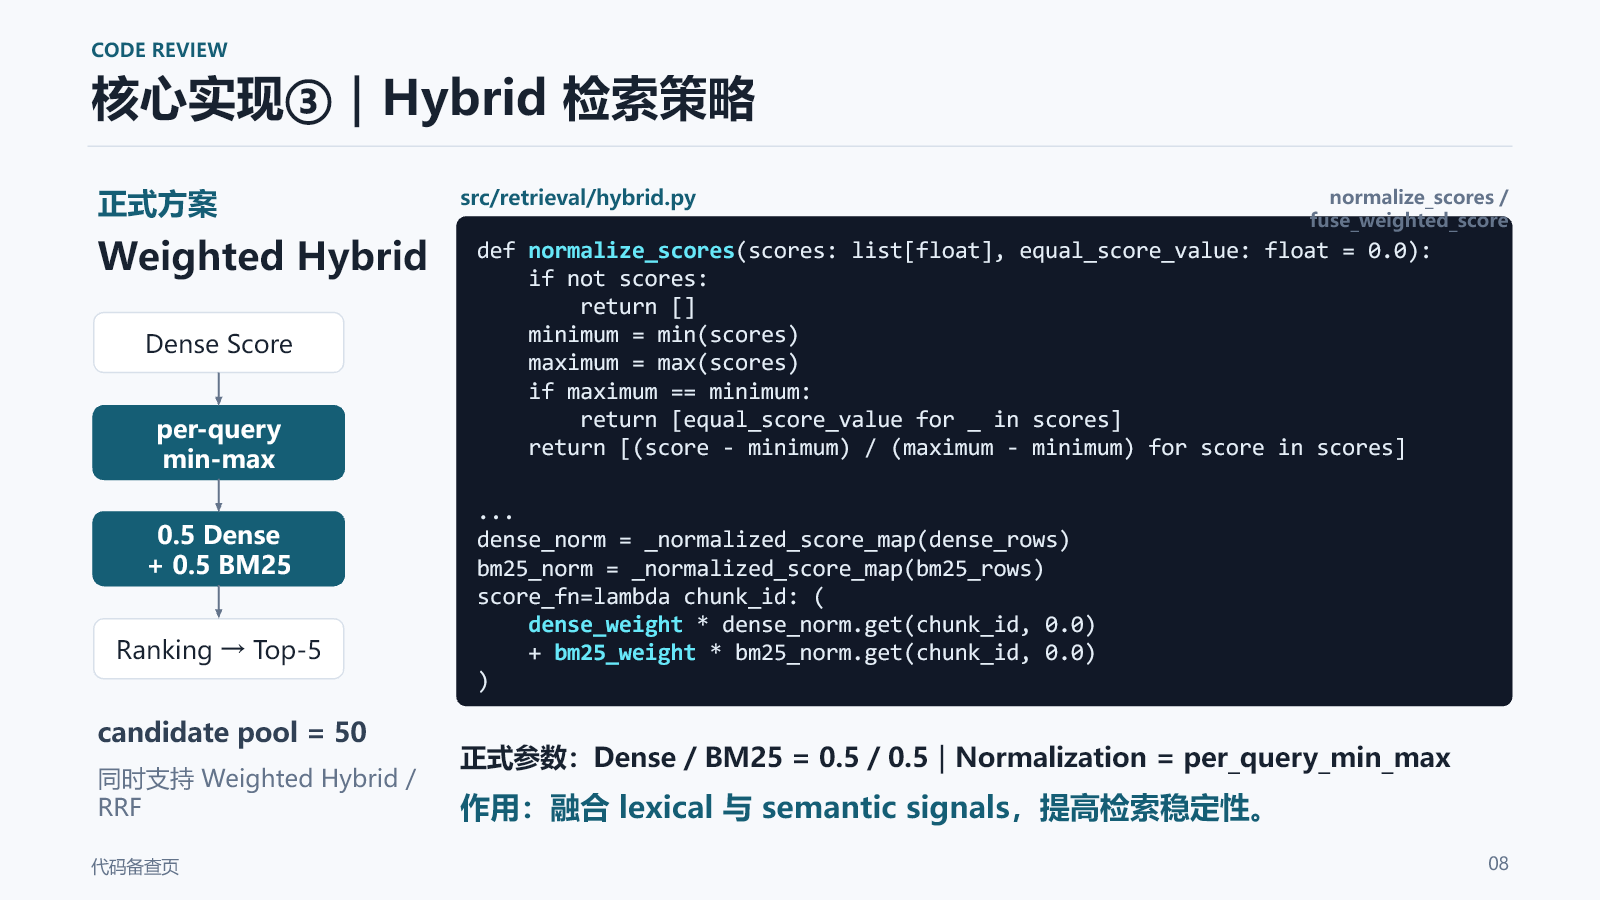 CODE REVIEW
核心实现③｜Hybrid 检索策略
正式方案
Weighted Hybrid
Dense Score
per-query
min-max
0.5 Dense
+ 0.5 BM25
Ranking → Top-5
candidate pool = 50
同时支持 Weighted Hybrid /
RRF
src/retrieval/hybrid.py
normalize_scores /
fuse_weighted_score
def normalize_scores(scores: list[float], equal_score_value: float = 0.0):
    if not scores:
        return []
    minimum = min(scores)
    maximum = max(scores)
    if maximum == minimum:
        return [equal_score_value for _ in scores]
    return [(score - minimum) / (maximum - minimum) for score in scores]
...
dense_norm = _normalized_score_map(dense_rows)
bm25_norm = _normalized_score_map(bm25_rows)
score_fn=lambda chunk_id: (
    dense_weight * dense_norm.get(chunk_id, 0.0)
    + bm25_weight * bm25_norm.get(chunk_id, 0.0)
)
正式参数：Dense / BM25 = 0.5 / 0.5｜Normalization = per_query_min_max
作用：融合 lexical 与 semantic signals，提高检索稳定性。
代码备查页
08